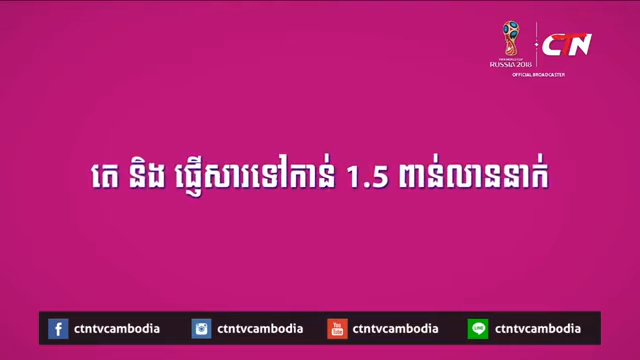 FIFA WORLD CUP
RUSSIA 2018
CTN
OFFICIAL BROADCASTER
តេ និង ផ្ញើសារទៅកាន់ 1.5 ពាន់លាននាក់
ctntvcambodia
ctntvcambodia
You Tube
ctntvcambodia
LINE
ctntvcambodia